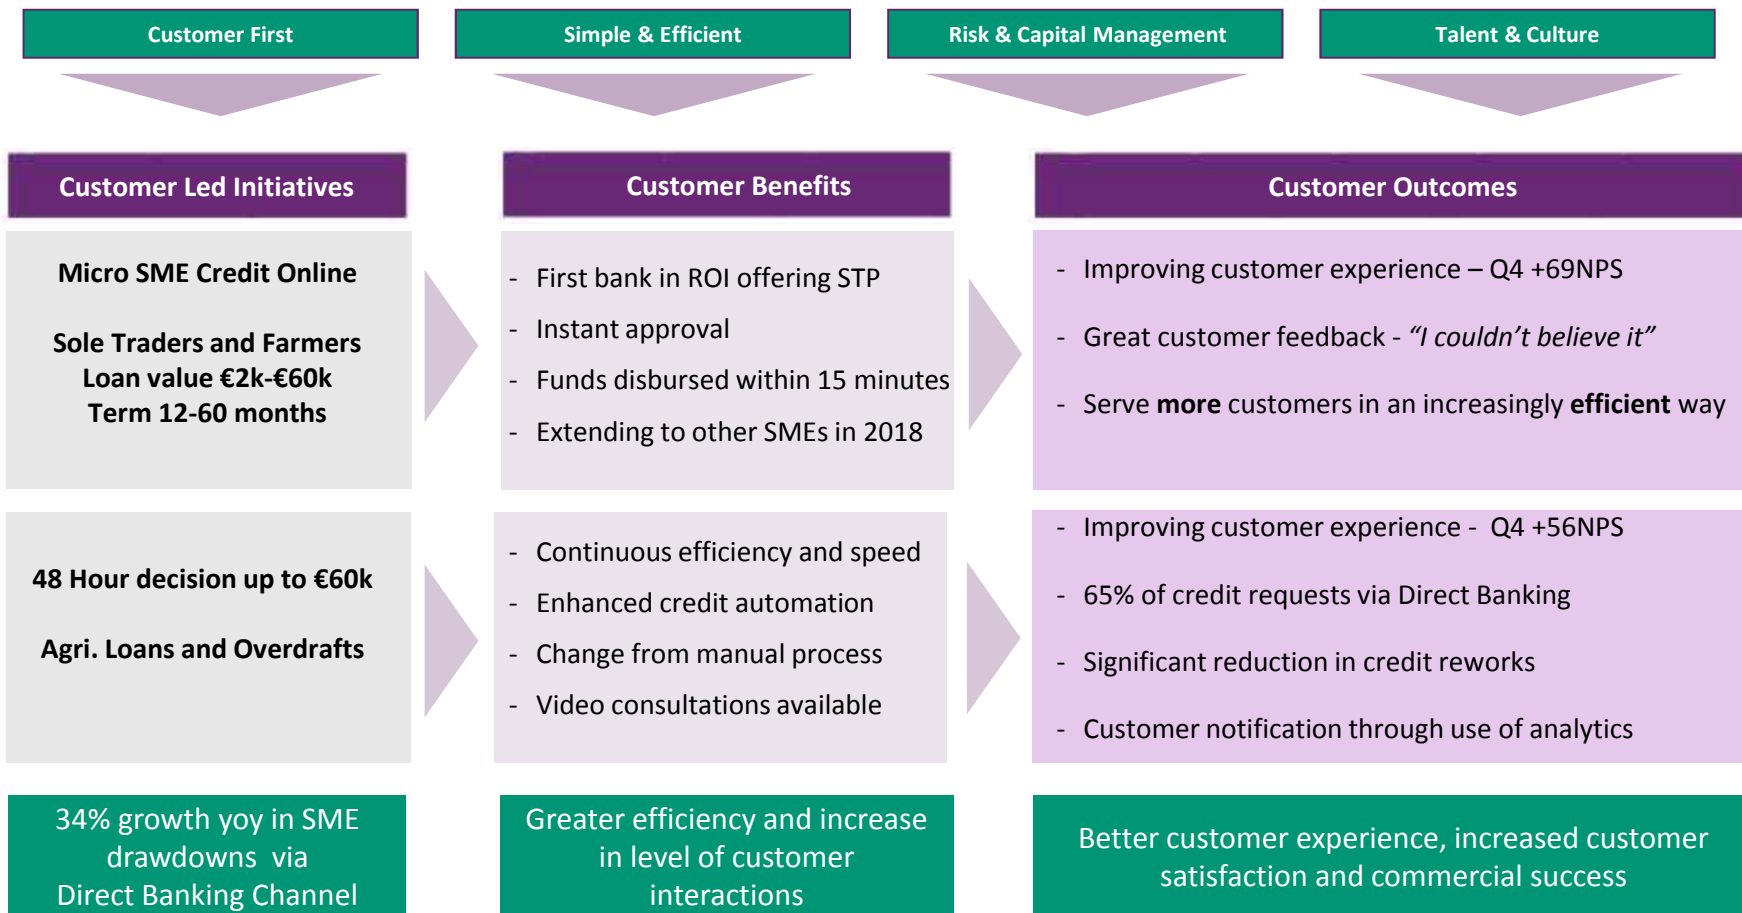 Customer First
Simple & Efficient
Risk & Capital Management
Talent & Culture
Customer Led Initiatives
Customer Benefits
Customer Outcomes
Micro SME Credit Online
Sole Traders and Farmers
Loan value €2k-€60k
Term 12-60 months
- First bank in ROI offering STP
- Instant approval
- Funds disbursed within 15 minutes
- Extending to other SMEs in 2018
- Improving customer experience – Q4 +69NPS
- Great customer feedback - “I couldn’t believe it”
- Serve more customers in an increasingly efficient way
48 Hour decision up to €60k
Agri. Loans and Overdrafts
- Continuous efficiency and speed
- Enhanced credit automation
- Change from manual process
- Video consultations available
- Improving customer experience - Q4 +56NPS
- 65% of credit requests via Direct Banking
- Significant reduction in credit reworks
- Customer notification through use of analytics
34% growth yoy in SME
drawdowns via
Direct Banking Channel
Greater efficiency and increase
in level of customer
interactions
Better customer experience, increased customer
satisfaction and commercial success